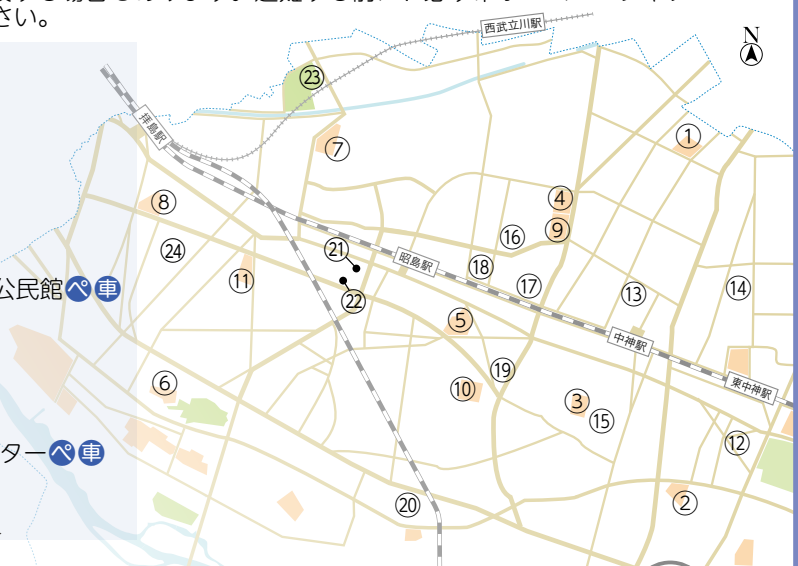 さい。
西武立川駅
N
㉓
拝島駅
①
⑦
④
⑧
⑨
⑯
㉔
㉑
昭島駅
⑱
公民館ペ車
⑪
㉒
⑰
⑬
⑭
⑤
中神駅
⑥
⑲
東中神駅
⑩
③
⑮
⑫
ターペ車
⑳
②